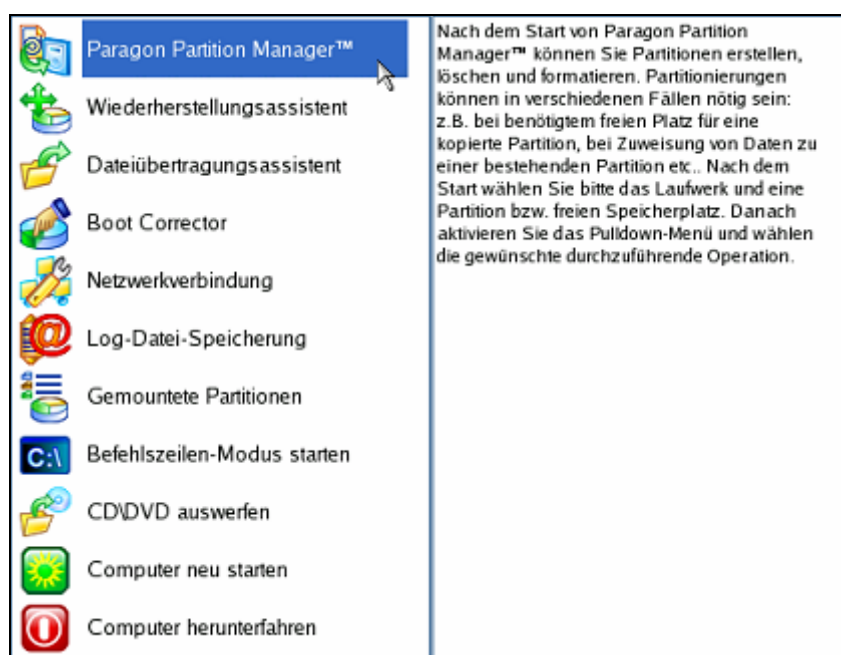 Paragon Partition Manager™
Wiederherstellungsassistent
Dateiübertragungsassistent
Boot Corrector
Netzwerkverbindung
Log-Datei-Speicherung
Gemountete Partitionen
C:\
Befehlszeilen-Modus starten
CD\DVD auswerfen
Computer neu starten
Computer herunterfahren
Nach dem Start von Paragon Partition
Manager™ können Sie Partitionen erstellen,
löschen und formatieren. Partitionierungen
können in verschiedenen Fällen nötig sein:
z.B. bei benötigtem freien Platz für eine
kopierte Partition, bei Zuweisung von Daten zu
einer bestehenden Partition etc.. Nach dem
Start wählen Sie bitte das Laufwerk und eine
Partition bzw. freien Speicherplatz. Danach
aktivieren Sie das Pulldown-Menü und wählen
die gewünschte durchzuführende Operation.